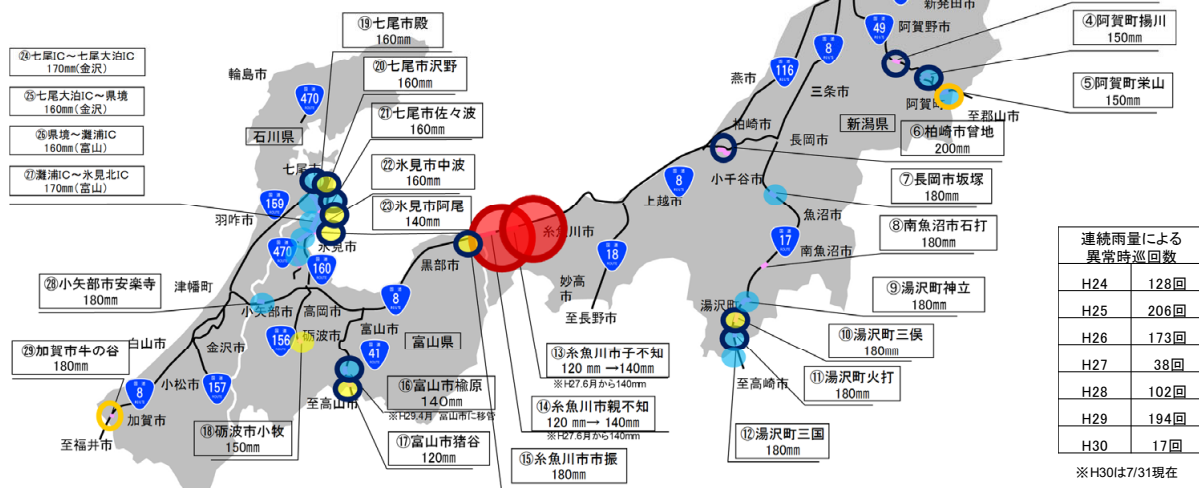 ㉔七尾IC～七尾大泊IC
170㎜(金沢)
㉕七尾大泊IC～県境
160㎜(金沢)
㉖県境～灘浦IC
160㎜(富山)
㉗灘浦IC～氷見北IC
170㎜(富山)
⑲七尾市殿
160㎜
⑳七尾市沢野
160㎜
㉑七尾市佐々波
160㎜
㉒氷見市中波
160㎜
㉓氷見市阿尾
140㎜
輪島市
470
石川県
七尾市
159
羽咋市
470
氷見市
160
㉘小矢部市安楽寺
180㎜
津幡町
小矢部市
高岡市
8
富山市
黒部市
156
砺波市
41
富山県
㉙加賀市牛の谷
180㎜
白山市
金沢市
小松市
8
157
加賀市
至福井市
至高山市
⑱砺波市小牧
150㎜
⑯富山市楡原
140㎜
※H29.4月 富山市に移管
⑰富山市猪谷
120㎜
⑬糸魚川市子不知
120 ㎜ →140㎜
※H27.6月から140mm
⑭糸魚川市親不知
120 ㎜→ 140㎜
※H27.6月から140mm
⑮糸魚川市市振
180㎜
糸魚川市
18
妙高市
至長野市
上越市
8
新発田市
49
阿賀野市
④阿賀町揚川
150㎜
⑤阿賀町栄山
150㎜
阿賀町
至郡山市
8
116
燕市
三条市
柏崎市
長岡市
新潟県
⑥柏崎市曾地
200㎜
小千谷市
⑦長岡市坂塚
180㎜
魚沼市
⑧南魚沼市石打
180㎜
17
南魚沼市
⑨湯沢町神立
180㎜
湯沢町
⑩湯沢町三俣
180㎜
⑪湯沢町火打
180㎜
至高崎市
⑫湯沢町三国
180㎜
連続雨量による
異常時巡回数
H24 128回
H25 206回
H26 173回
H27 38回
H28 102回
H29 194回
H30 17回
※H30は7/31現在